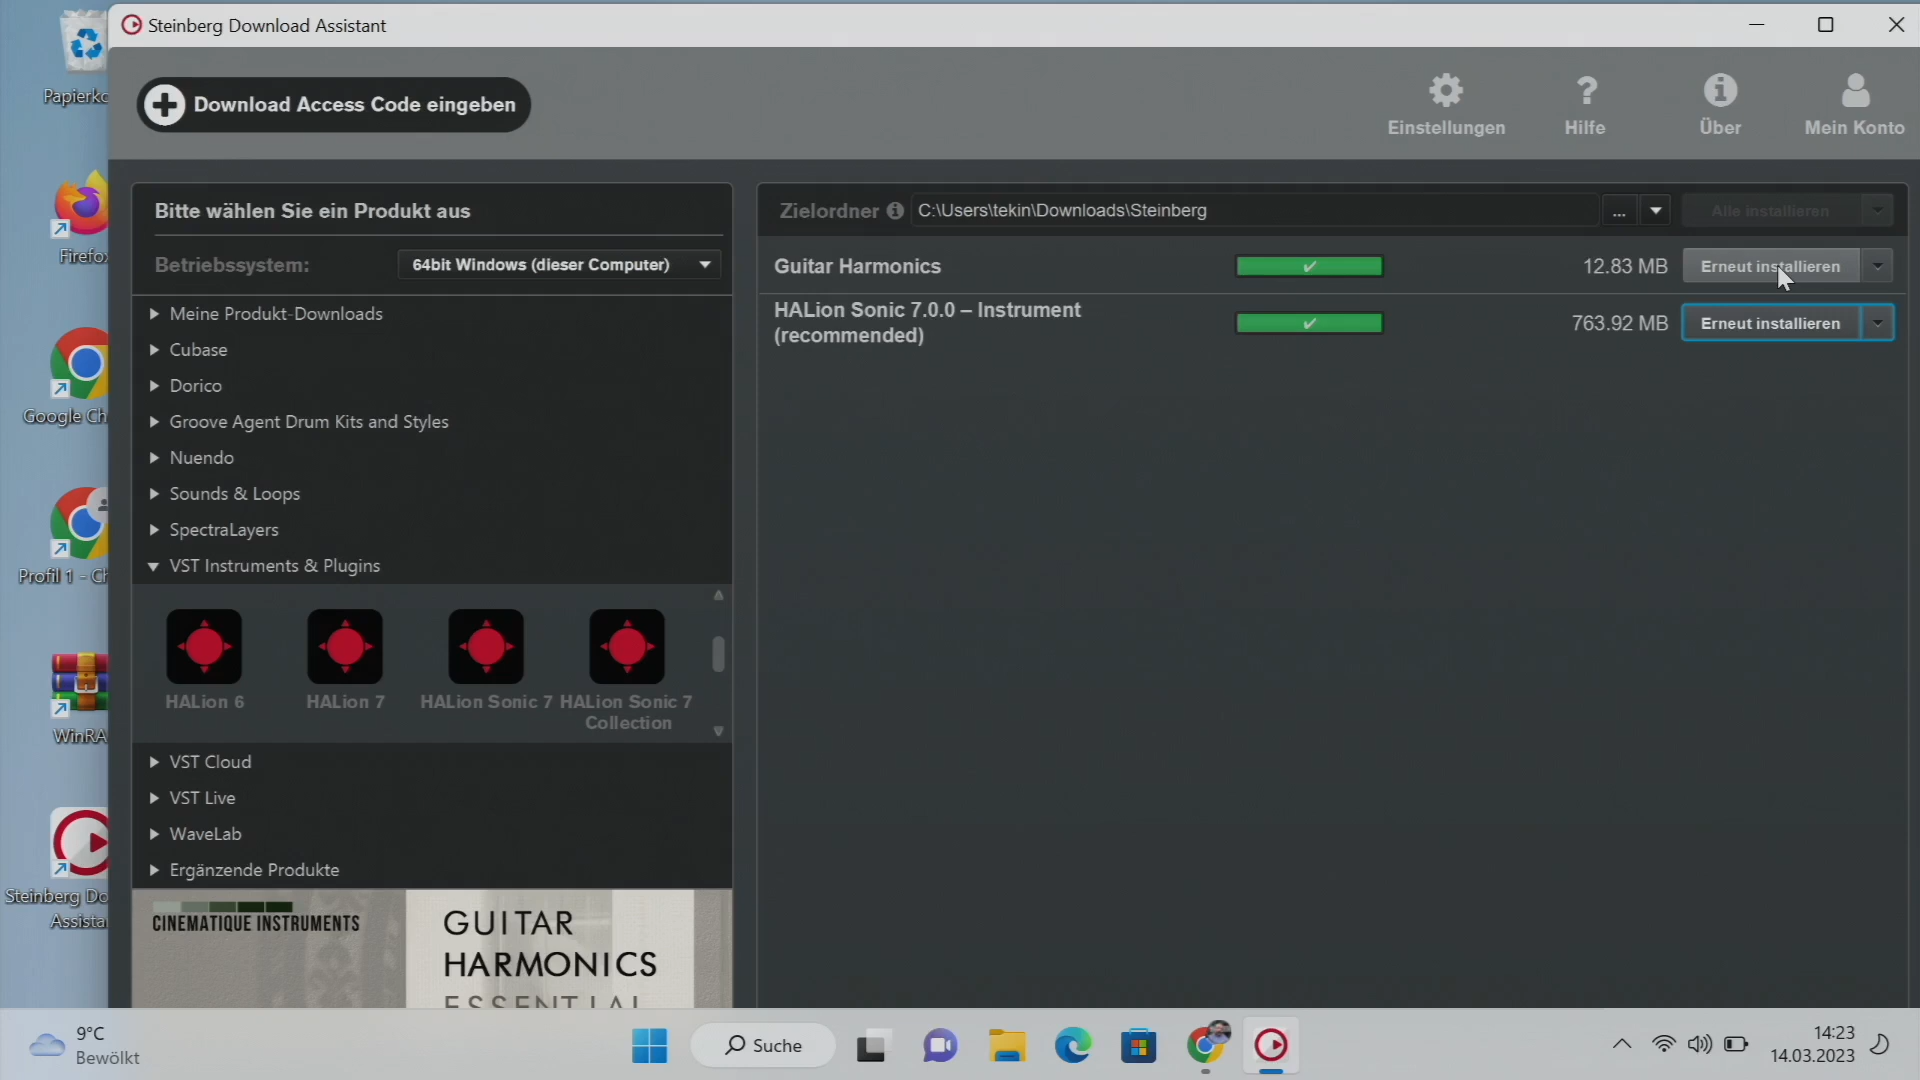 Steinberg Download Assistant
Download Access Code eingeben
Einstellungen
Hilfe
Über
Mein Konto
Bitte wählen Sie ein Produkt aus
Betriebssystem:
64bit Windows (dieser Computer)
Meine Produkt-Downloads
Cubase
Dorico
Groove Agent Drum Kits and Styles
Nuendo
Sounds & Loops
SpectraLayers
VST Instruments & Plugins
HALion 6
HALion 7
HALion Sonic 7
HALion Sonic 7
Collection
VST Cloud
VST Live
WaveLab
Ergänzende Produkte
CINEMATIQUE INSTRUMENTS
GUITAR
HARMONICS
ESSENTIAL
Zielordner
C:\Users\tekin\Downloads\Steinberg
...
Alle installieren
Guitar Harmonics
12.83 MB
Erneut installieren
HALion Sonic 7.0.0 – Instrument
(recommended)
763.92 MB
Erneut installieren
Papierko
Firefox
Google Ch
Profil 1 - Ch
WinRA
Steinberg Do
Assista
9°C
Bewölkt
Suche
14:23
14.03.2023